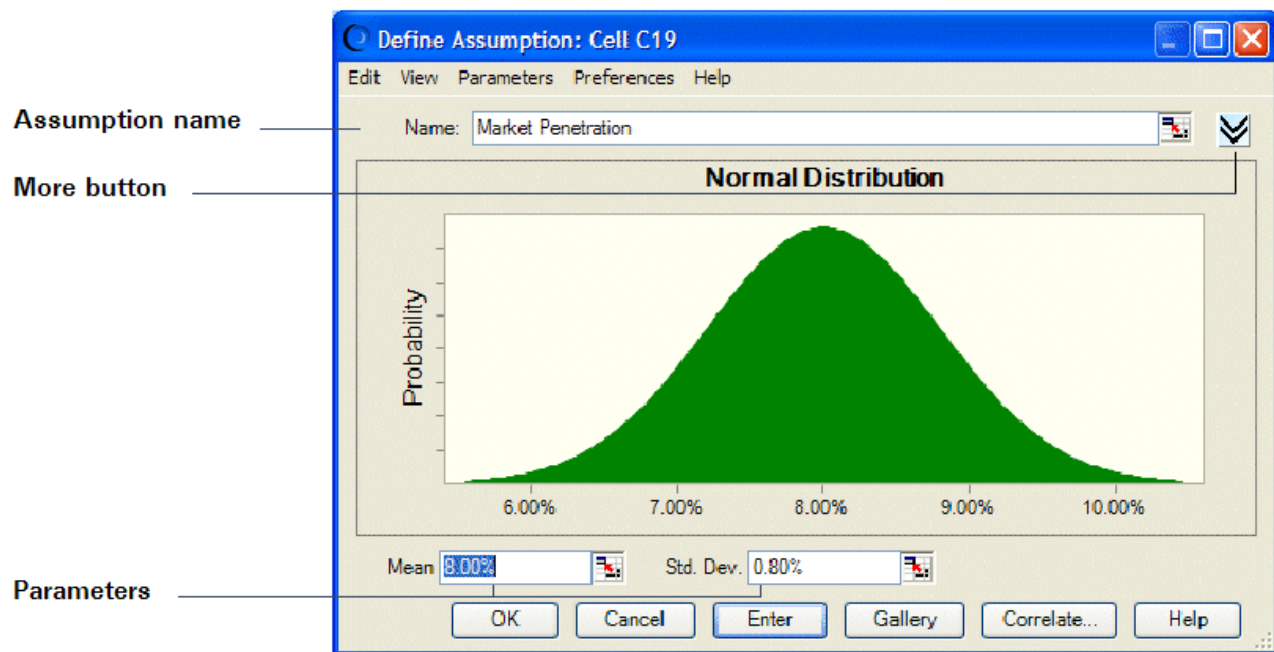 Define Assumption: Cell C19
Edit View Parameters Preferences Help
Assumption name
Name: Market Penetration
More button
Normal Distribution
Probability
6.00% 7.00% 8.00% 9.00% 10.00%
Mean 8.00% Std. Dev. 0.80%
Parameters
OK Cancel Enter Gallery Correlate... Help